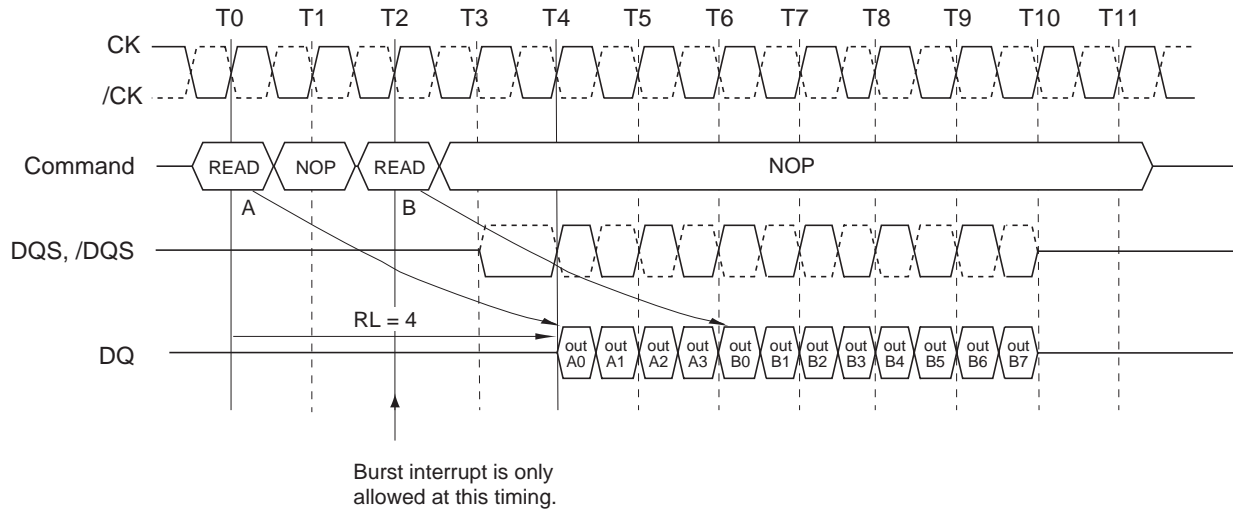 T0 T1 T2 T3 T4 T5 T6 T7 T8 T9 T10 T11
CK
/CK
Command READ NOP READ NOP
A B
DQS, /DQS
RL = 4
DQ
out out out out out out out out out out out out
A0 A1 A2 A3 B0 B1 B2 B3 B4 B5 B6 B7
Burst interrupt is only
allowed at this timing.